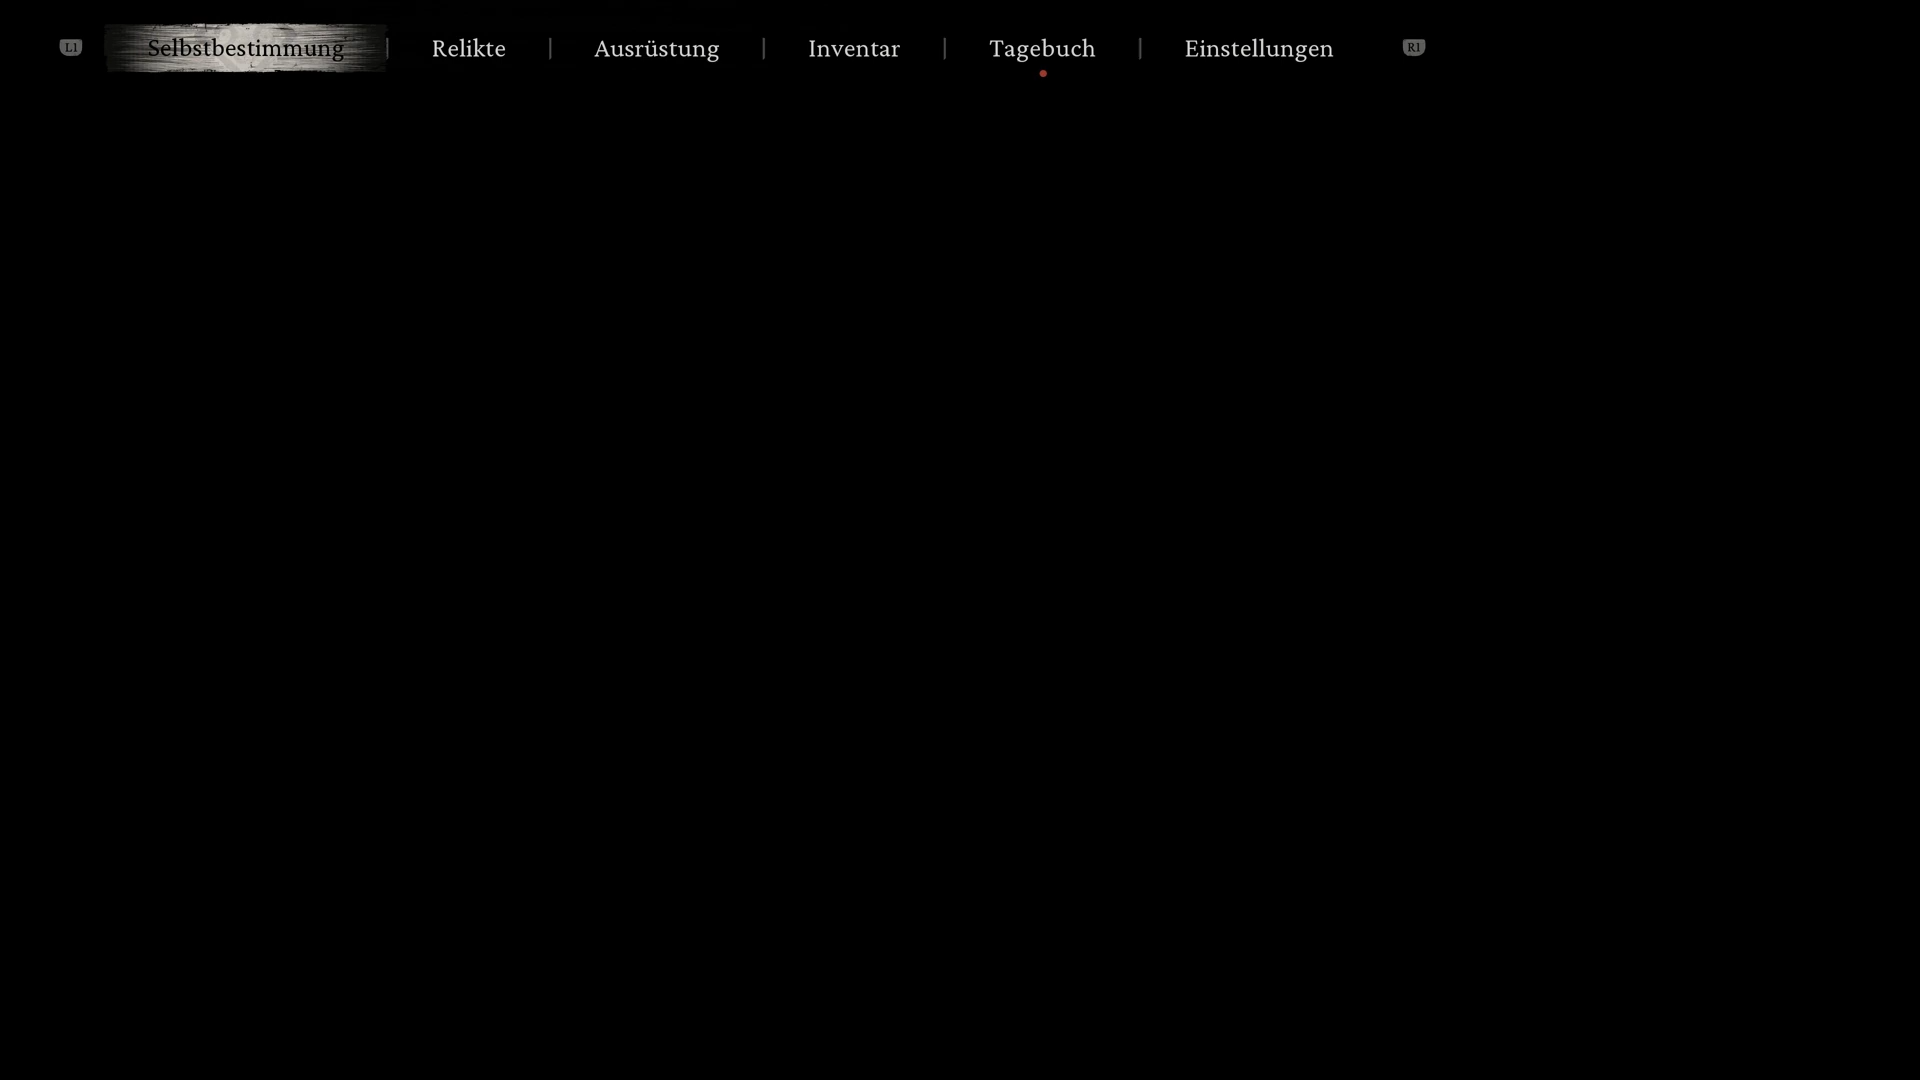 L1 Selbstbestimmung | Relikte | Ausrüstung | Inventar | Tagebuch | Einstellungen R1